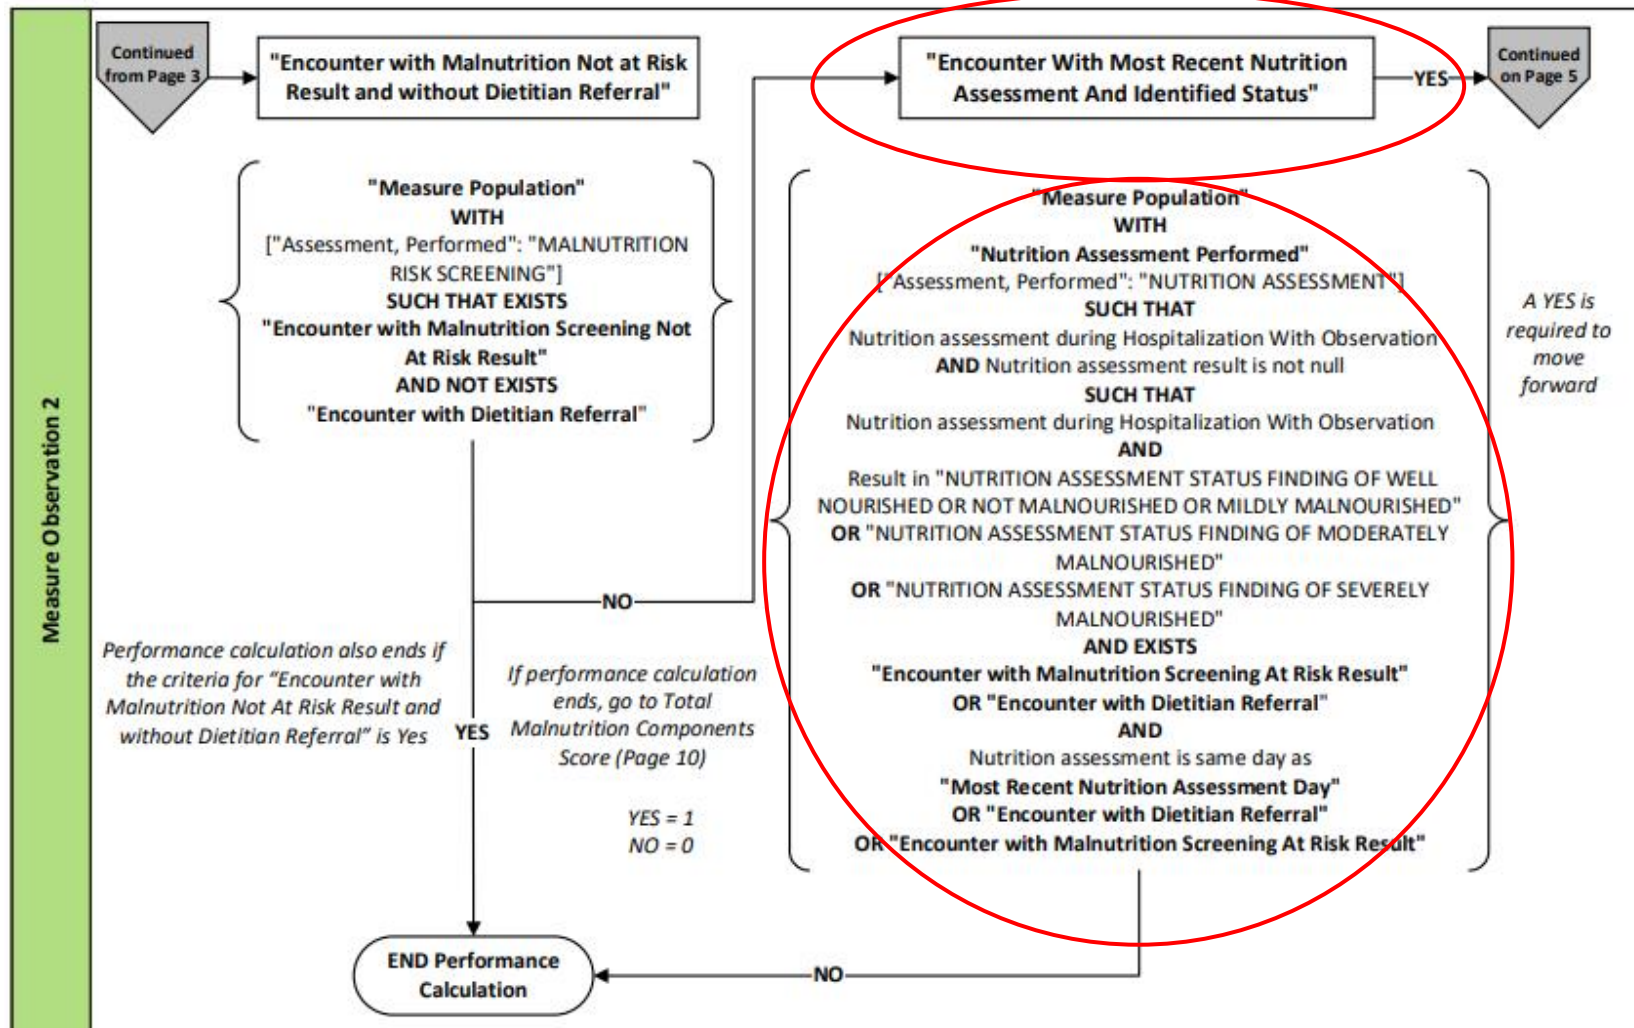 Measure Observation 2
Continued
from Page 3
"Encounter with Malnutrition Not at Risk
Result and without Dietitian Referral"
"Measure Population"
WITH
["Assessment, Performed": "MALNUTRITION
RISK SCREENING"]
SUCH THAT EXISTS
"Encounter with Malnutrition Screening Not
At Risk Result"
AND NOT EXISTS
"Encounter with Dietitian Referral"
NO
YES
Performance calculation also ends if
the criteria for “Encounter with
Malnutrition Not At Risk Result and
without Dietitian Referral” is Yes
If performance calculation
ends, go to Total
Malnutrition Components
Score (Page 10)
YES = 1
NO = 0
END Performance
Calculation
"Encounter With Most Recent Nutrition
Assessment And Identified Status"
YES
Continued
on Page 5
"Measure Population"
WITH
"Nutrition Assessment Performed"
["Assessment, Performed": "NUTRITION ASSESSMENT"]
SUCH THAT
Nutrition assessment during Hospitalization With Observation
AND Nutrition assessment result is not null
SUCH THAT
Nutrition assessment during Hospitalization With Observation
AND
Result in "NUTRITION ASSESSMENT STATUS FINDING OF WELL
NOURISHED OR NOT MALNOURISHED OR MILDLY MALNOURISHED"
OR "NUTRITION ASSESSMENT STATUS FINDING OF MODERATELY
MALNOURISHED"
OR "NUTRITION ASSESSMENT STATUS FINDING OF SEVERELY
MALNOURISHED"
AND EXISTS
"Encounter with Malnutrition Screening At Risk Result"
OR "Encounter with Dietitian Referral"
AND
Nutrition assessment is same day as
"Most Recent Nutrition Assessment Day"
OR "Encounter with Dietitian Referral"
OR "Encounter with Malnutrition Screening At Risk Result"
A YES is
required to
move
forward
NO